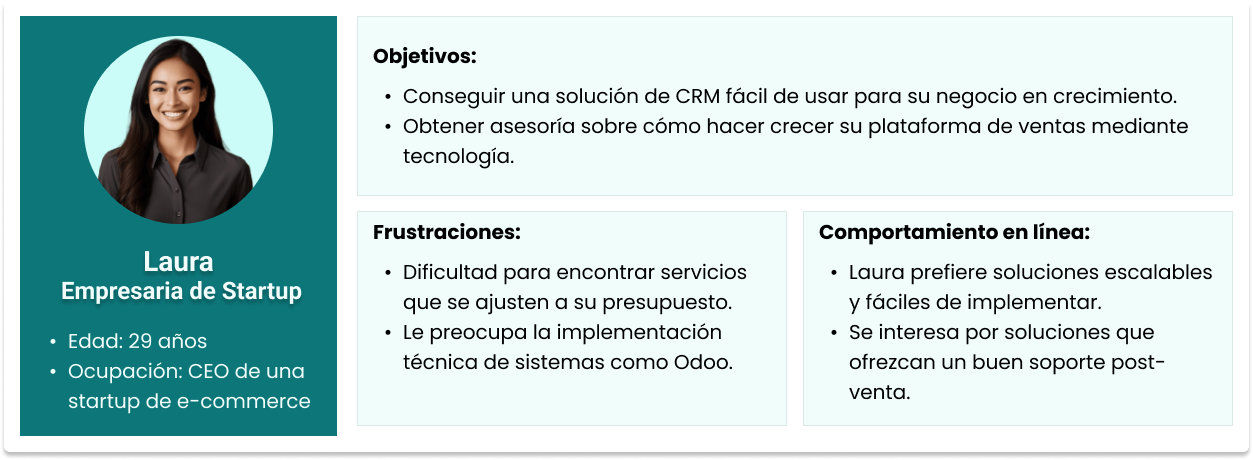 Laura
Empresaria de Startup
• Edad: 29 años
• Ocupación: CEO de una
startup de e-commerce
Objetivos:
• Conseguir una solución de CRM fácil de usar para su negocio en crecimiento.
• Obtener asesoría sobre cómo hacer crecer su plataforma de ventas mediante
tecnología.
Frustraciones:
• Dificultad para encontrar servicios
que se ajusten a su presupuesto.
• Le preocupa la implementación
técnica de sistemas como Odoo.
Comportamiento en línea:
• Laura prefiere soluciones escalables
y fáciles de implementar.
• Se interesa por soluciones que
ofrezcan un buen soporte post-
venta.